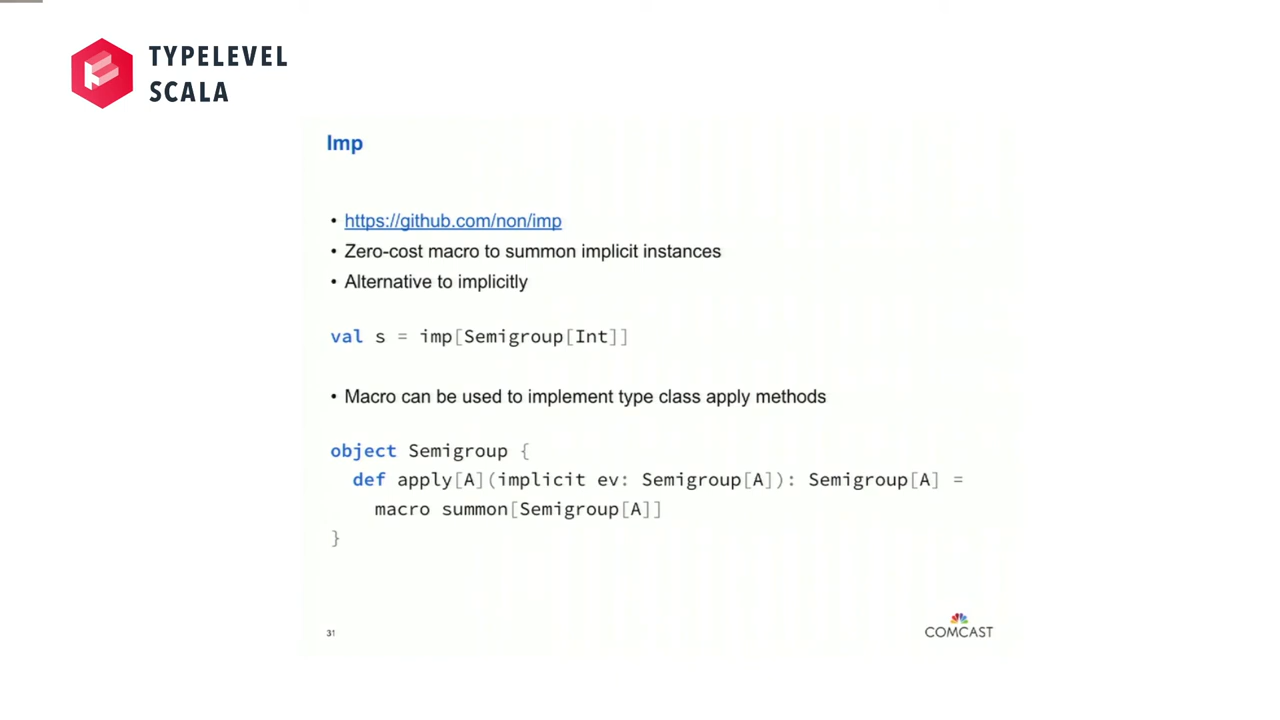 TYPELEVEL
SCALA
Imp
• https://github.com/non/imp
• Zero-cost macro to summon implicit instances
• Alternative to implicitly
val s = imp[Semigroup[Int]]
• Macro can be used to implement type class apply methods
object Semigroup {
  def apply[A](implicit ev: Semigroup[A]): Semigroup[A] =
    macro summon[Semigroup[A]]
}
31
COMCAST